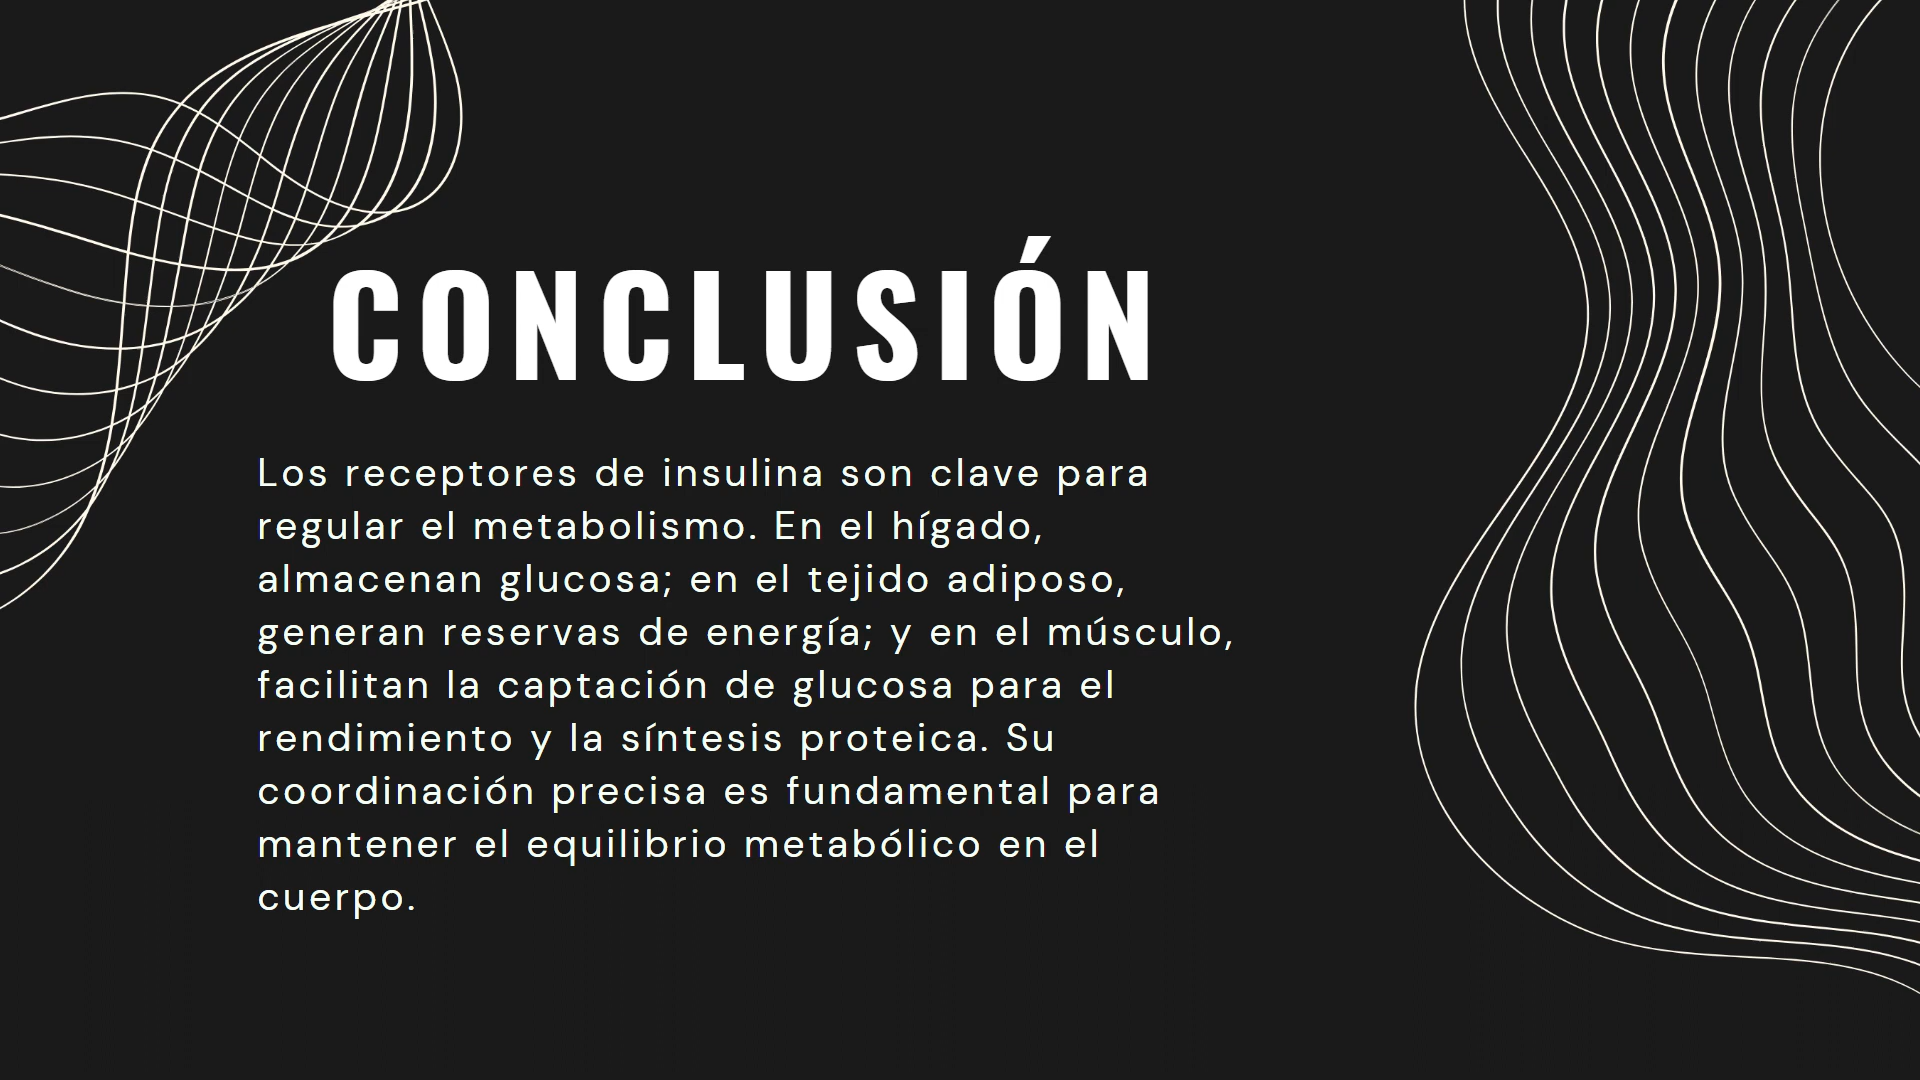 CONCLUSIÓN
Los receptores de insulina son clave para
regular el metabolismo. En el hígado,
almacenan glucosa; en el tejido adiposo,
generan reservas de energía; y en el músculo,
facilitan la captación de glucosa para el
rendimiento y la síntesis proteica. Su
coordinación precisa es fundamental para
mantener el equilibrio metabólico en el
cuerpo.